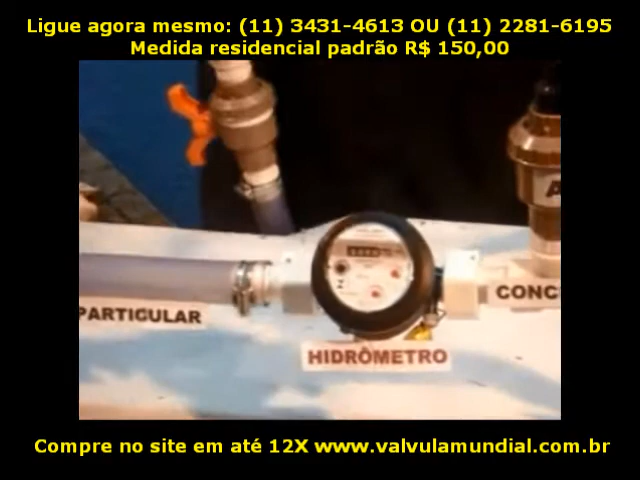 Ligue agora mesmo: (11) 3431-4613 OU (11) 2281-6195
Medida residencial padrão R$ 150,00
PARTICULAR
CONC
HIDRÔMETRO
Compre no site em até 12X www.valvulamundial.com.br